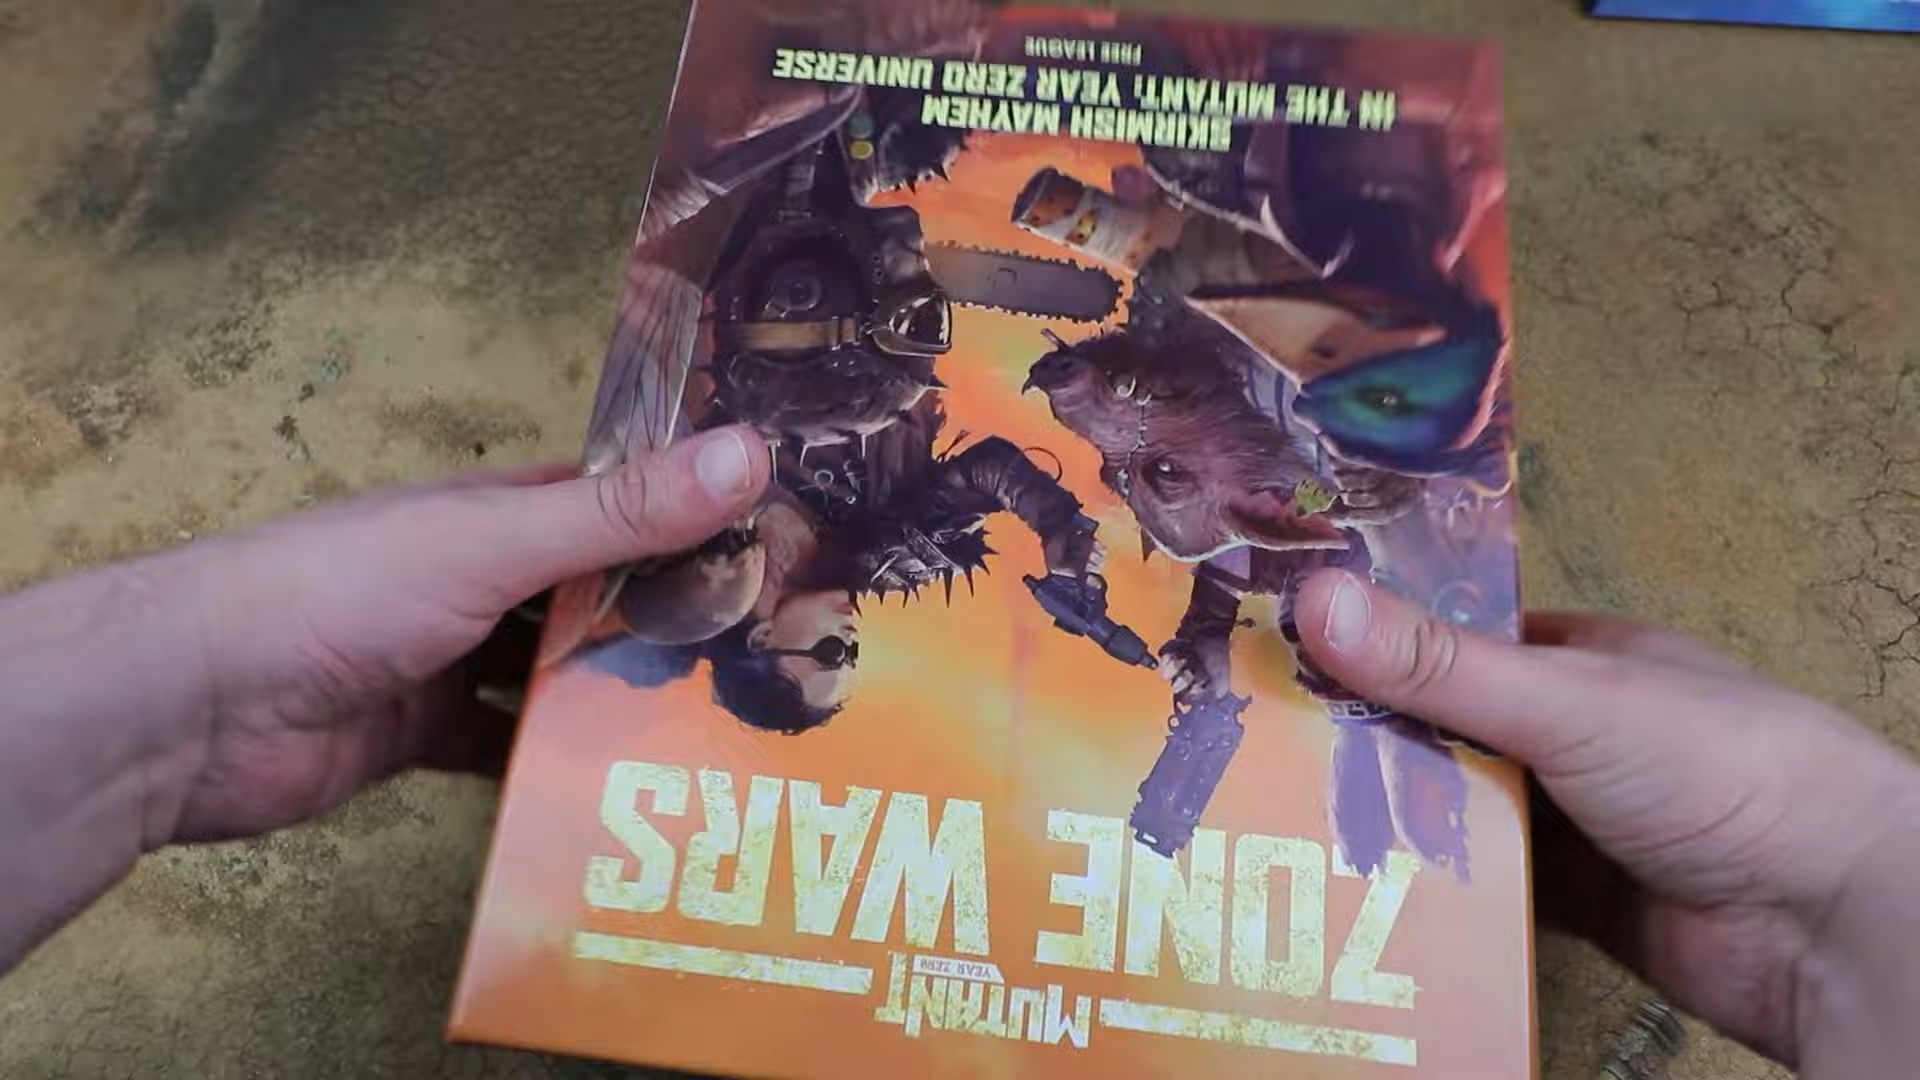 MUTANT
YEAR ZERO
ZONE WARS
SKIRMISH MAYHEM
IN THE MUTANT: YEAR ZERO UNIVERSE
FREE LEAGUE